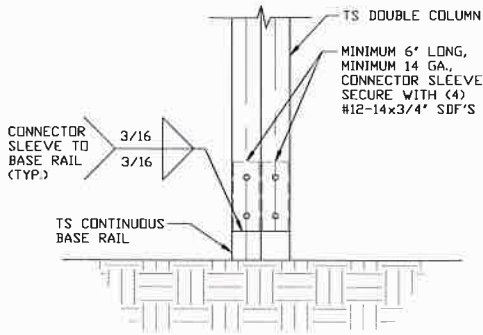 TS DOUBLE COLUMN
MINIMUM 6" LONG,
MINIMUM 14 GA.,
CONNECTOR SLEEVE
SECURE WITH (4)
#12-14x3/4" SDF'S
CONNECTOR
SLEEVE TO
BASE RAIL
(TYP.)
3/16
3/16
TS CONTINUOUS
BASE RAIL